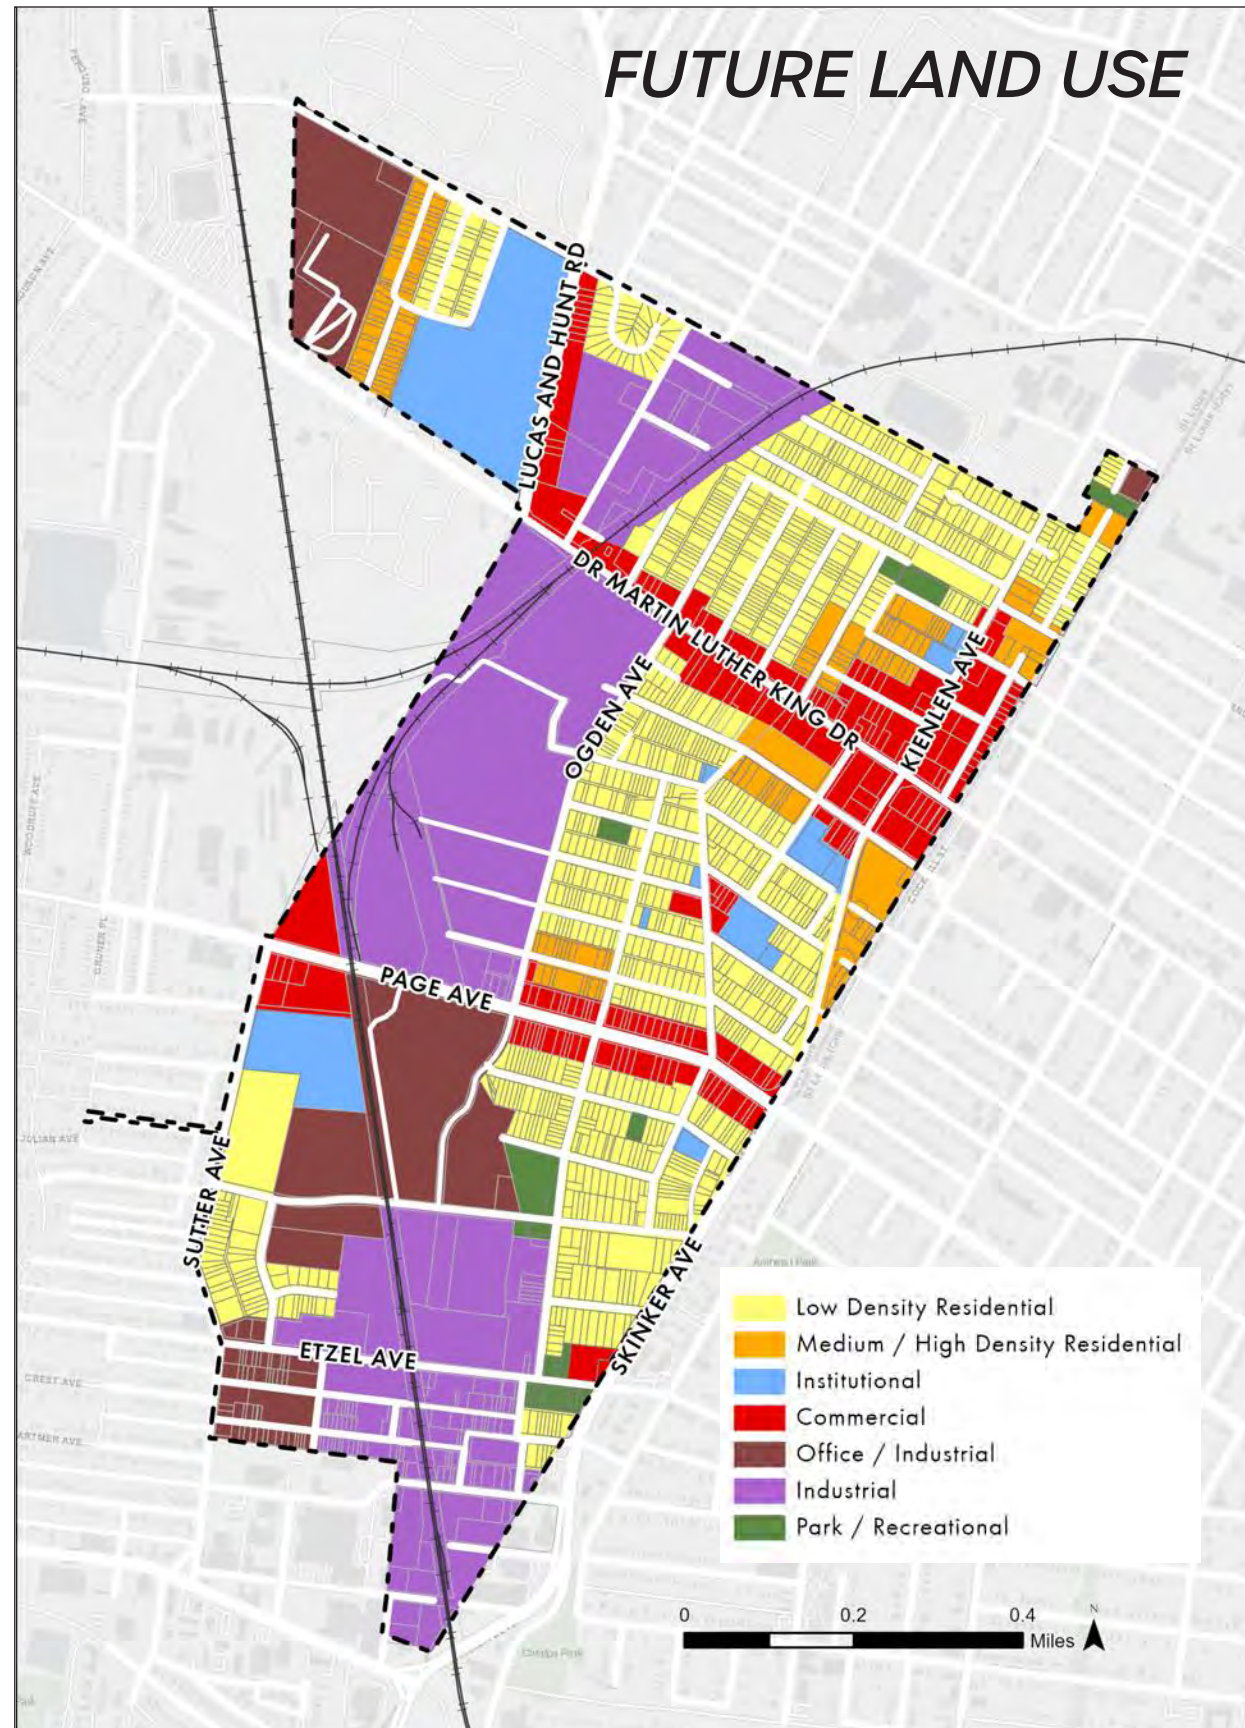 FUTURE LAND USE
LUCAS AND HUNT RD
DR MARTIN LUTHER KING DR
KIENLEN AVE
OGDEN AVE
PAGE AVE
JULIAN AVE
SUTTER AVE
SKINKER AVE
ETZEL AVE
Low Density Residential
Medium / High Density Residential
Institutional
Commercial
Office / Industrial
Industrial
Park / Recreational
0 0.2 0.4
Miles
N